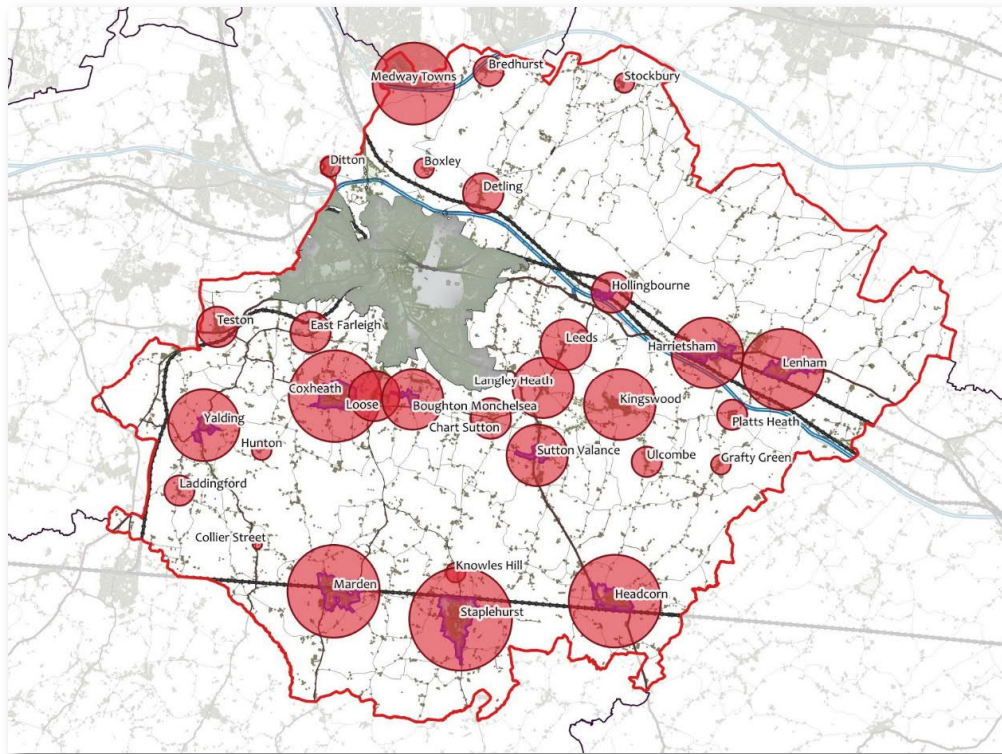 Medway Towns
Bredhurst
Stockbury
Ditton
Boxley
Detling
Hollingbourne
Teston
East Farleigh
Leeds
Harrietsham
Lenham
Coxheath
Langley Heath
Loose
Boughton Monchelsea
Kingswood
Yalding
Chart Sutton
Platts Heath
Hunton
Sutton Valance
Ulcombe
Grafty Green
Laddingford
Collier Street
Knowles Hill
Marden
Headcorn
Staplehurst